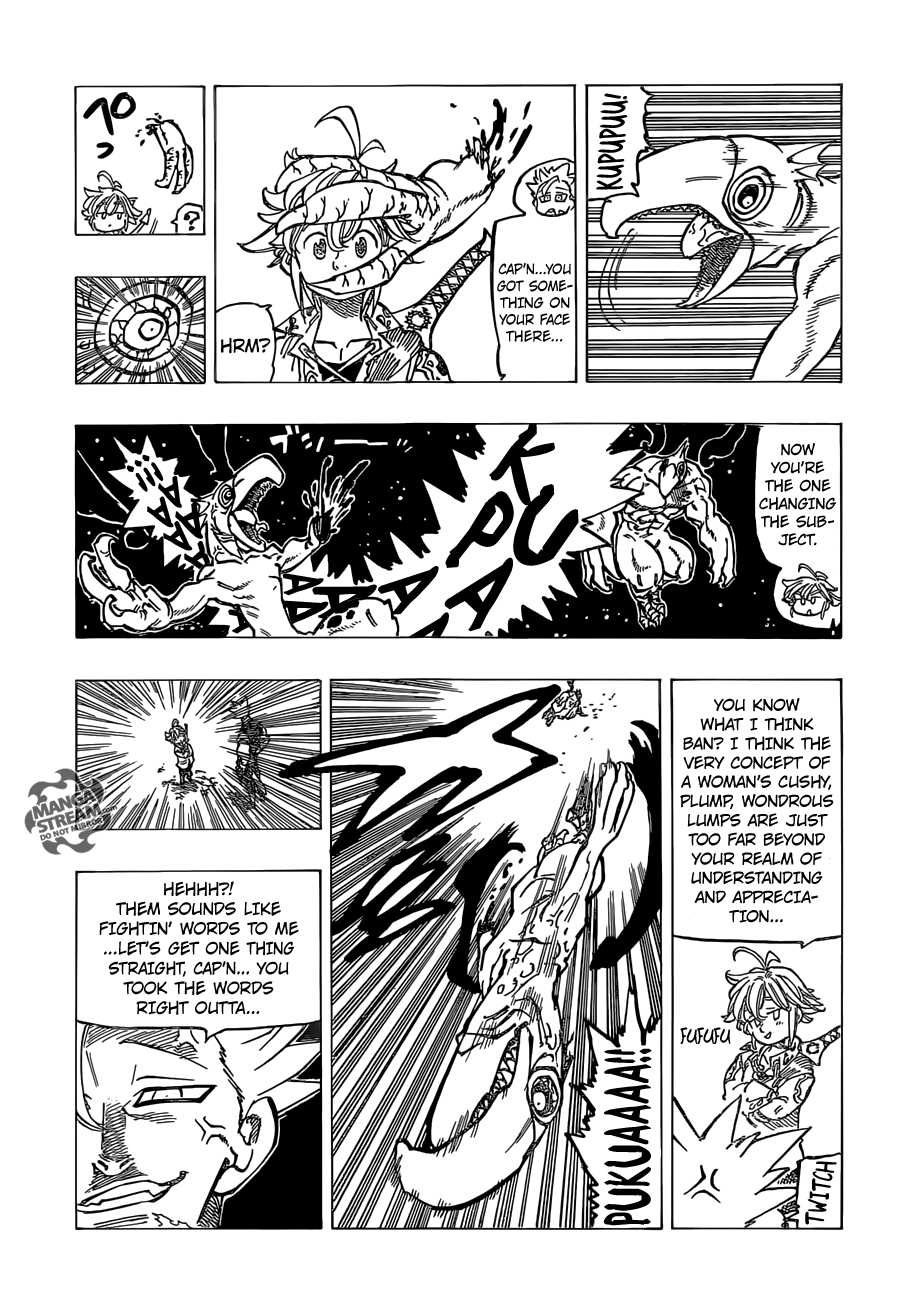 KUPUPUU!
CAP'N...YOU
GOT SOME-
THING ON
YOUR FACE
THERE...
HRM?
?
NOW
YOU'RE
THE ONE
CHANGING
THE SUB-
JECT.
KUPAAAAAAA
AAAAA!!!
YOU KNOW
WHAT I THINK
BAN? I THINK THE
VERY CONCEPT OF
A WOMAN'S CUSHY,
PLUMP, WONDROUS
LUMPS ARE JUST
TOO FAR BEYOND
YOUR REALM OF
UNDERSTANDING
AND APPRECIA-
TION...
FUFUFU
TWITCH
PUKUAAAA!!
MANGA
STREAM.com
DO NOT MIRROR
HEHHH?!
THEM SOUNDS LIKE
FIGHTIN' WORDS TO ME
...LET'S GET ONE THING
STRAIGHT, CAP'N... YOU
TOOK THE WORDS
RIGHT OUTTA...